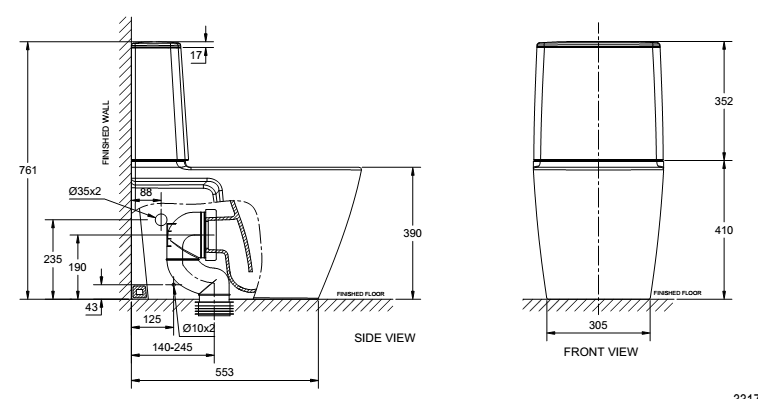 17
FINISHED WALL
352
761
Ø35x2
88
390
410
235
190
43
FINISHED FLOOR
FINISHED FLOOR
125
Ø10x2
305
140-245
SIDE VIEW
FRONT VIEW
553